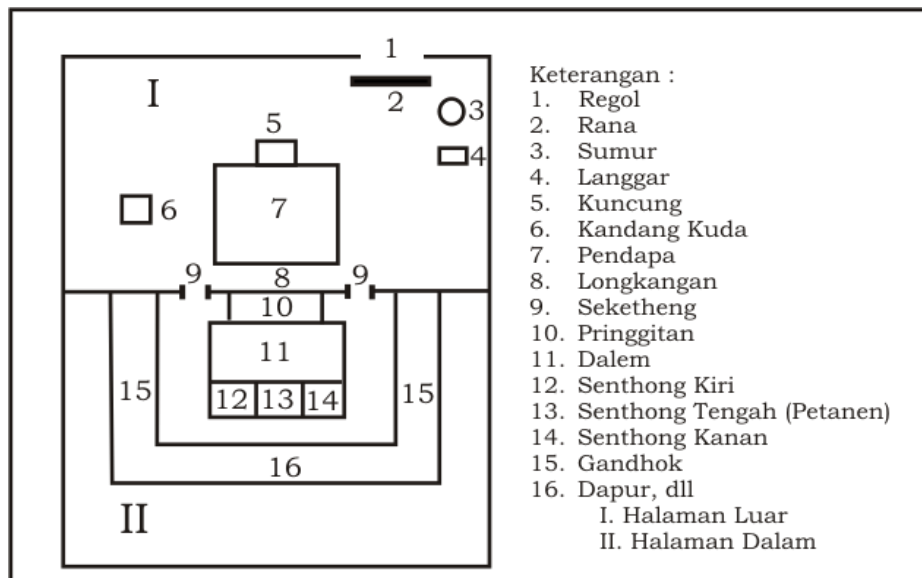 1
I
2
3
5
4
6
7
9
8
9
10
11
15
12
13
14
15
16
II
Keterangan :
1. Regol
2. Rana
3. Sumur
4. Langgar
5. Kuncung
6. Kandang Kuda
7. Pendapa
8. Longkangan
9. Seketheng
10. Pringgitan
11. Dalem
12. Senthong Kiri
13. Senthong Tengah (Petanen)
14. Senthong Kanan
15. Gandhok
16. Dapur, dll
I. Halaman Luar
II. Halaman Dalam